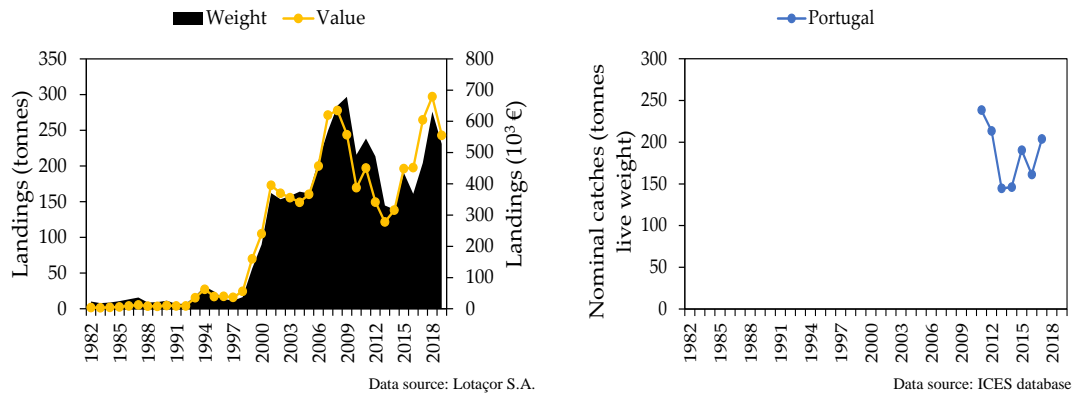 Weight Value
Landings (tonnes)
350
300
250
200
150
100
50
0
800
700
600
500
400
300
200
100
0
Landings (10³ €)
1982 1985 1988 1991 1994 1997 2000 2003 2006 2009 2012 2015 2018
Data source: Lotaçor S.A.
Portugal
Nominal catches (tonnes
live weight)
300
250
200
150
100
50
0
1982 1985 1988 1991 1994 1997 2000 2003 2006 2009 2012 2015 2018
Data source: ICES database